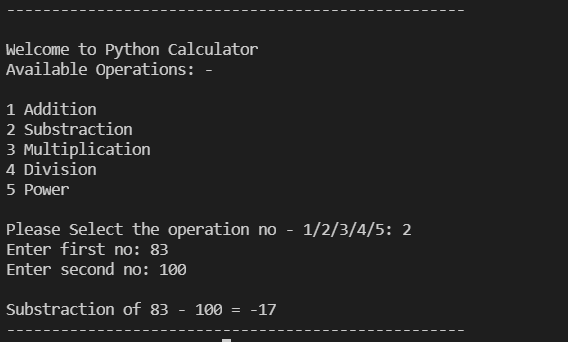 ---------------------------------------------------
Welcome to Python Calculator
Available Operations: -
1 Addition
2 Substraction
3 Multiplication
4 Division
5 Power
Please Select the operation no - 1/2/3/4/5: 2
Enter first no: 83
Enter second no: 100
Substraction of 83 - 100 = -17
---------------------------------------------------